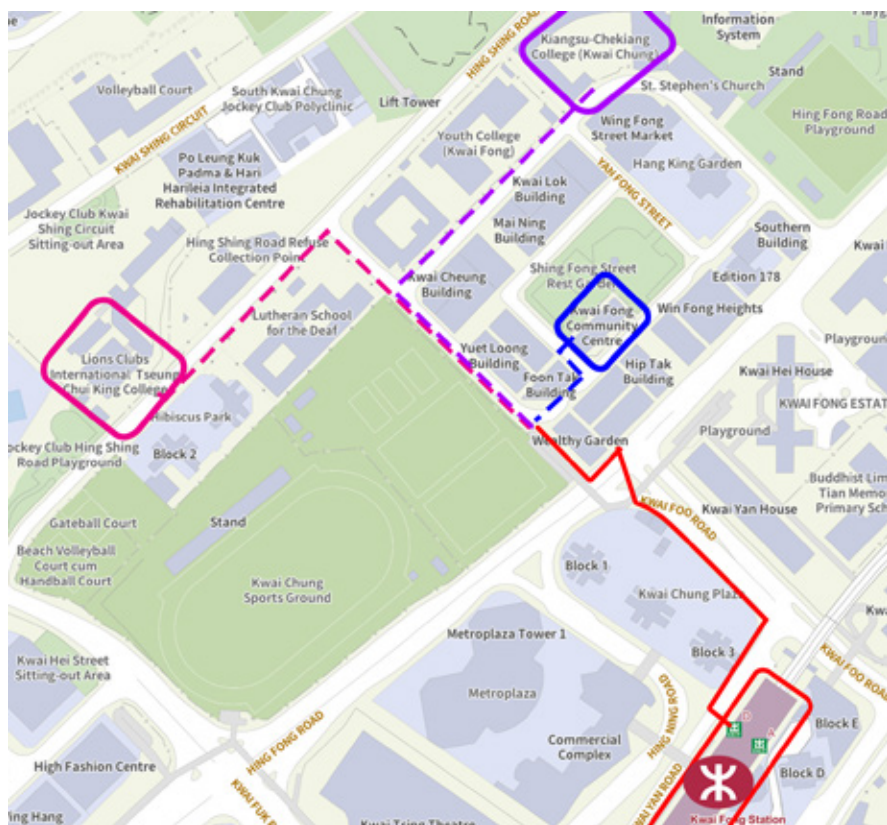 HING SHING ROAD
Information
System
Kiangsu-Chekiang
College (Kwai Chung)
Stand
St. Stephen's Church
Volleyball Court
South Kwai Chung
Jockey Club Polyclinic
Lift Tower
Hing Fong Road
Playground
Wing Fong
Street Market
KWAI SHING CIRCUIT
Youth College
(Kwai Fong)
Hang King Garden
Po Leung Kuk
Padma & Hari
Harileia Integrated
Rehabilitation Centre
YAN FONG STREET
Kwai Lok
Building
Jockey Club Kwai
Shing Circuit
Sitting-out Area
Mai Ning
Building
Southern
Building
Hing Shing Road Refuse
Collection Point
Kwai
Shing Fong Street
Rest Garden
Edition 178
Kwai Cheung
Building
Kwai Fong
Community
Centre
Win Fong Heights
Lutheran School
for the Deaf
Playground
Lions Clubs
International Tseung
Chui King College
Yuet Loong
Building
Foon Tak
Building
Hip Tak
Building
Kwai Hei House
KWAI FONG ESTAT
Hibiscus Park
Jockey Club Hing Shing
Road Playground
Block 2
Wealthy Garden
Playground
Buddhist Lim
Tian Memo
Primary Sch
Gateball Court
Stand
KWAI FOO ROAD
Kwai Yan House
Beach Volleyball
Court cum
Handball Court
Kwai Chung
Sports Ground
Block 1
Kwai Chung Plaza
Kwa
Metroplaza Tower 1
Block 3
KWAI FOO ROAD
Kwai Hei Street
Sitting-out Area
Metroplaza
HING NING ROAD
D
A
Block E
HING FONG ROAD
Commercial
Complex
High Fashion Centre
Block D
KWAI FUK R
WAI YAN ROAD
Wing Hang
Kwai Tsing Theatre
Kwai Fong Station